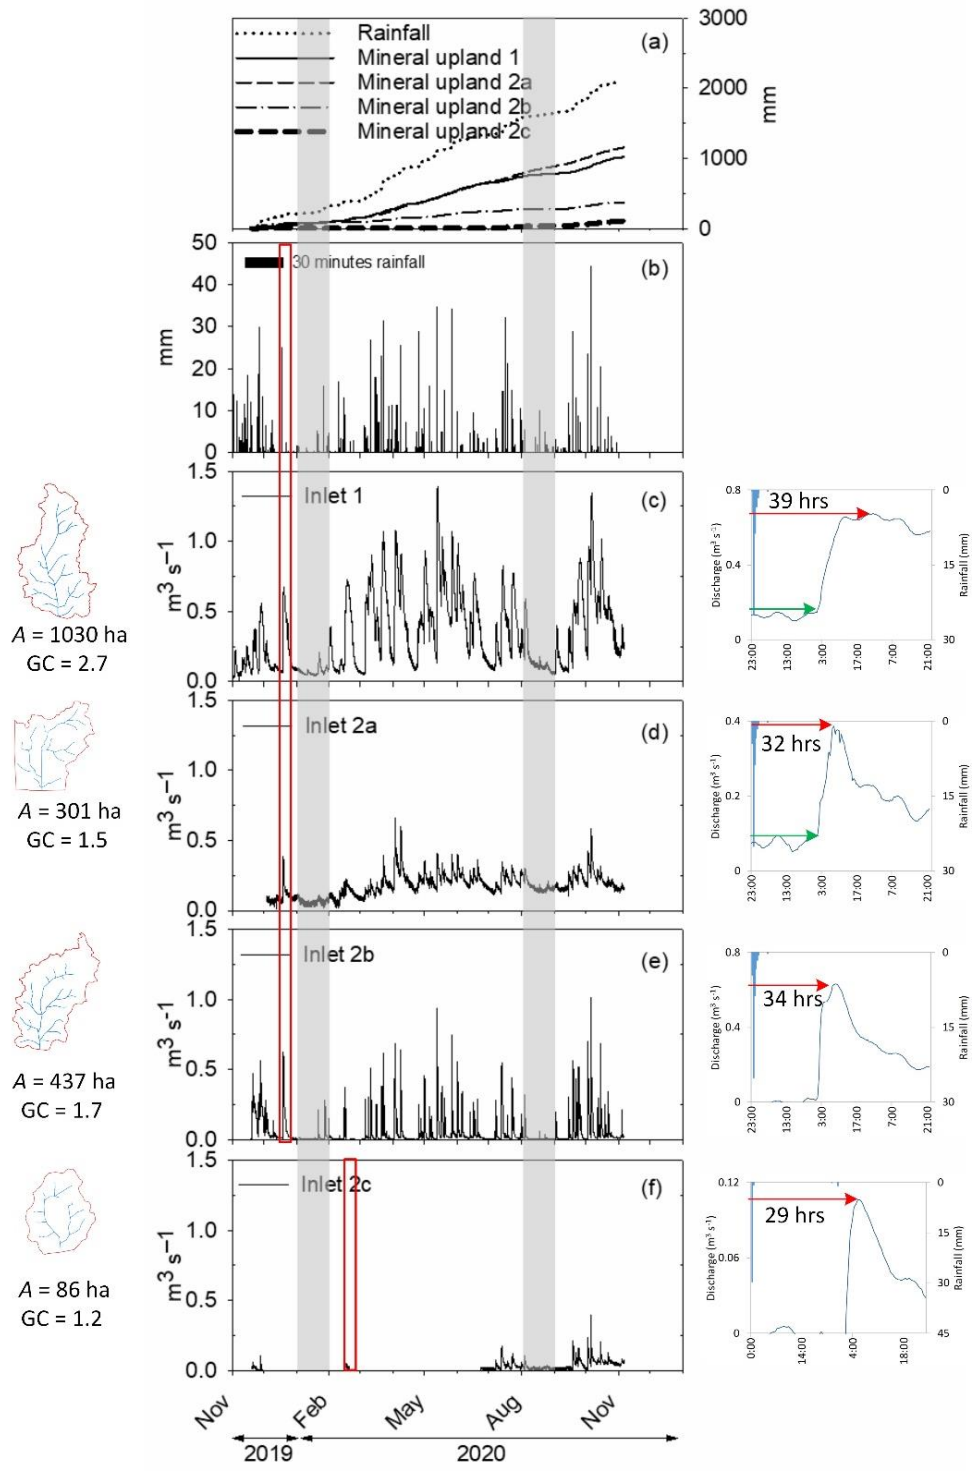 3000
Rainfall
(a)
Mineral upland 1
Mineral upland 2a
2000
Mineral upland 2b
mm
Mineral upland 2c
1000
0
50
30 minutes rainfall
(b)
40
30
mm
20
10
0
1.5
Inlet 1
(c)
1.0
m³ s−1
0.5
0.0
A = 1030 ha
GC = 2.7
0.8
0
39 hrs
Discharge (m³ s⁻¹)
0.4
15
Rainfall (mm)
0
30
23:00
13:00
3:00
17:00
7:00
21:00
1.5
Inlet 2a
(d)
1.0
m³ s−1
0.5
0.0
A = 301 ha
GC = 1.5
0.4
0
32 hrs
Discharge (m³ s⁻¹)
0.2
15
Rainfall (mm)
0
30
23:00
13:00
3:00
17:00
7:00
21:00
1.5
Inlet 2b
(e)
1.0
m³ s−1
0.5
0.0
A = 437 ha
GC = 1.7
0.8
0
34 hrs
Discharge (m³ s⁻¹)
0.4
15
Rainfall (mm)
0
30
23:00
13:00
3:00
17:00
7:00
21:00
1.5
Inlet 2c
(f)
1.0
m³ s−1
0.5
0.0
A = 86 ha
GC = 1.2
0.12
0
29 hrs
Discharge (m³ s⁻¹)
0.06
15
30
Rainfall (mm)
0
45
0:00
14:00
4:00
18:00
Nov
Feb
May
Aug
Nov
2019
2020